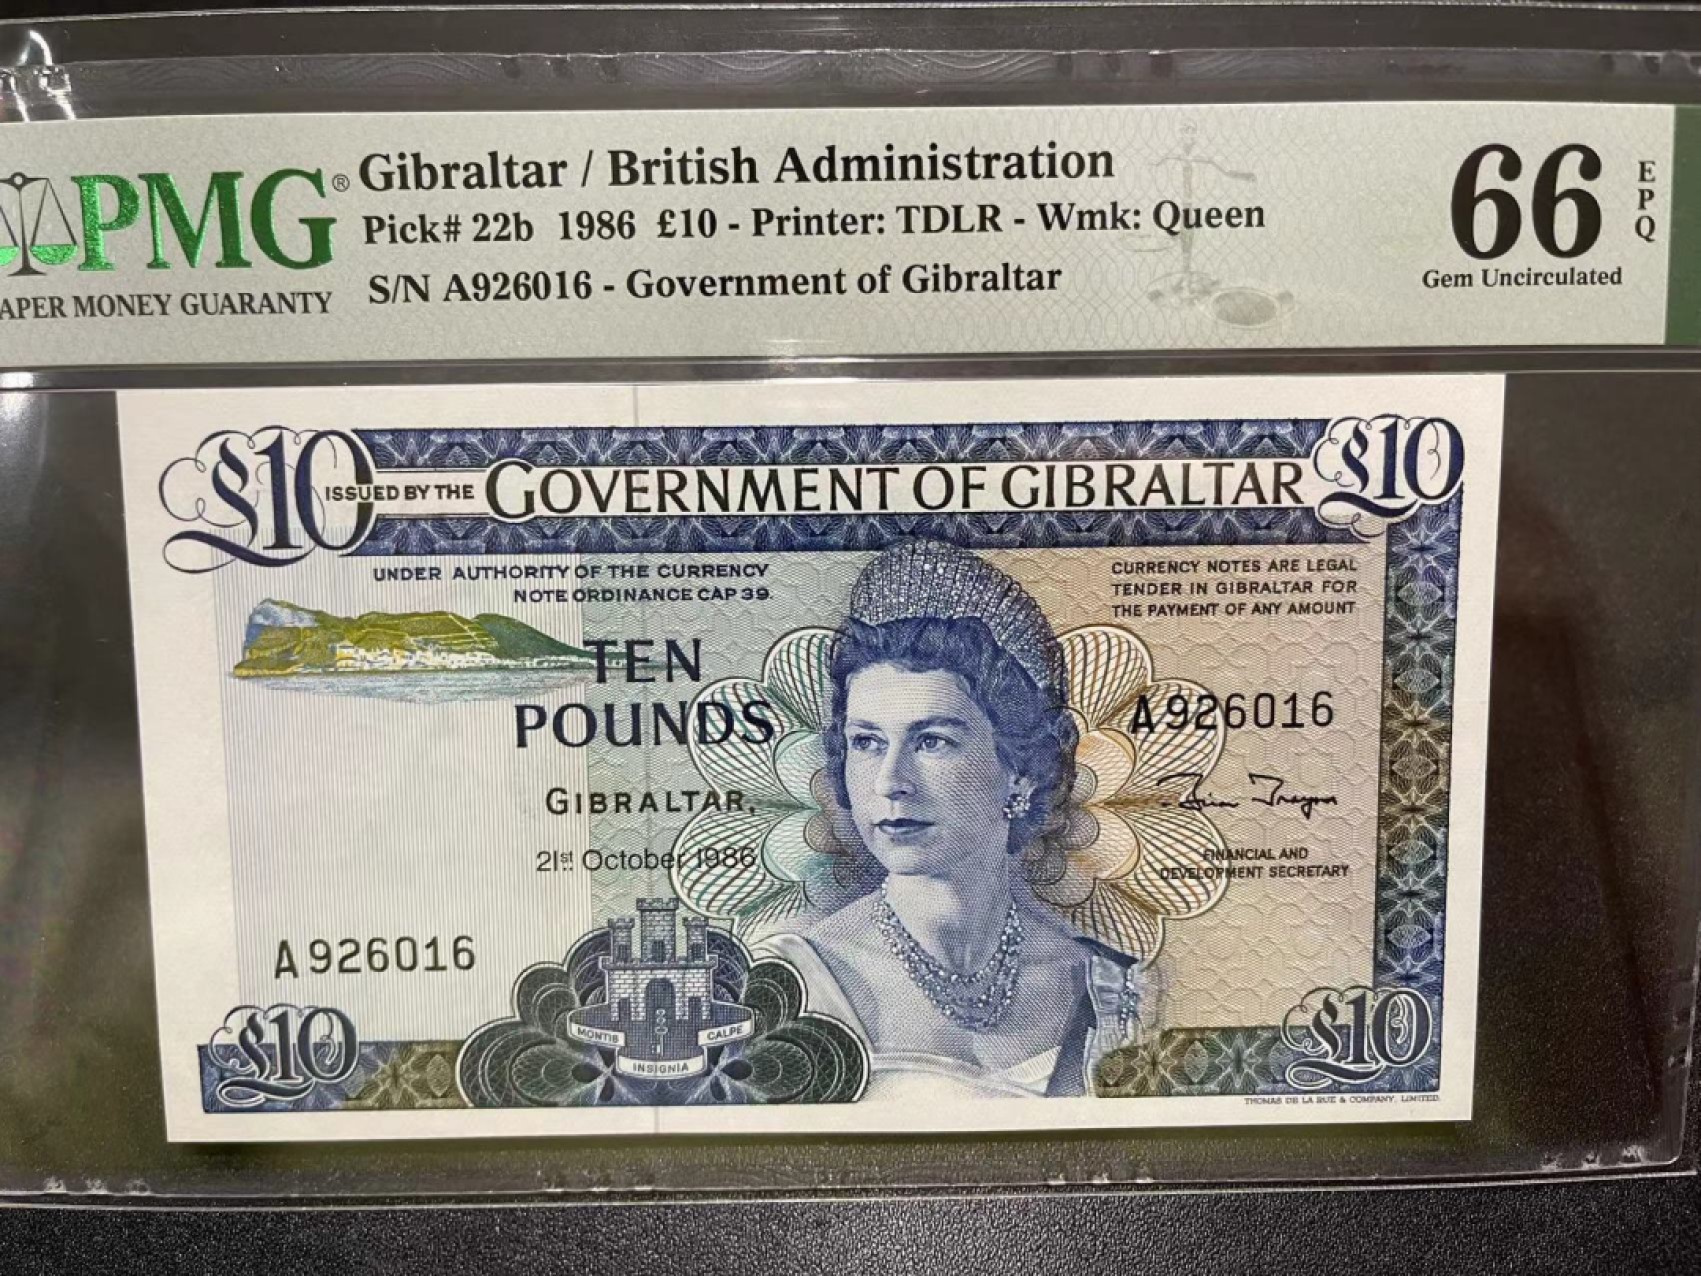 PMG®
APER MONEY GUARANTY
Gibraltar / British Administration
Pick# 22b 1986 £10 - Printer: TDLR - Wmk: Queen
S/N A926016 - Government of Gibraltar
66
EPQ
Gem Uncirculated
£10
ISSUED BY THE GOVERNMENT OF GIBRALTAR
£10
UNDER AUTHORITY OF THE CURRENCY
NOTE ORDINANCE CAP 39.
CURRENCY NOTES ARE LEGAL
TENDER IN GIBRALTAR FOR
THE PAYMENT OF ANY AMOUNT
TEN
POUNDS
A926016
GIBRALTAR,
21st October 1986
FINANCIAL AND
DEVELOPMENT SECRETARY
A926016
£10
MONTIS CALPE
INSIGNIA
£10
THOMAS DE LA RUE & COMPANY, LIMITED.